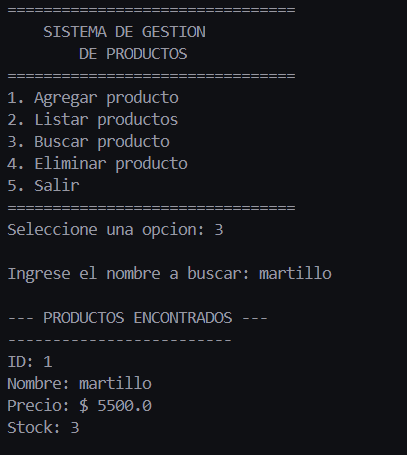 ================================
SISTEMA DE GESTION
DE PRODUCTOS
================================
1. Agregar producto
2. Listar productos
3. Buscar producto
4. Eliminar producto
5. Salir
================================
Seleccione una opcion: 3
Ingrese el nombre a buscar: martillo
--- PRODUCTOS ENCONTRADOS ---
-------------------------
ID: 1
Nombre: martillo
Precio: $ 5500.0
Stock: 3